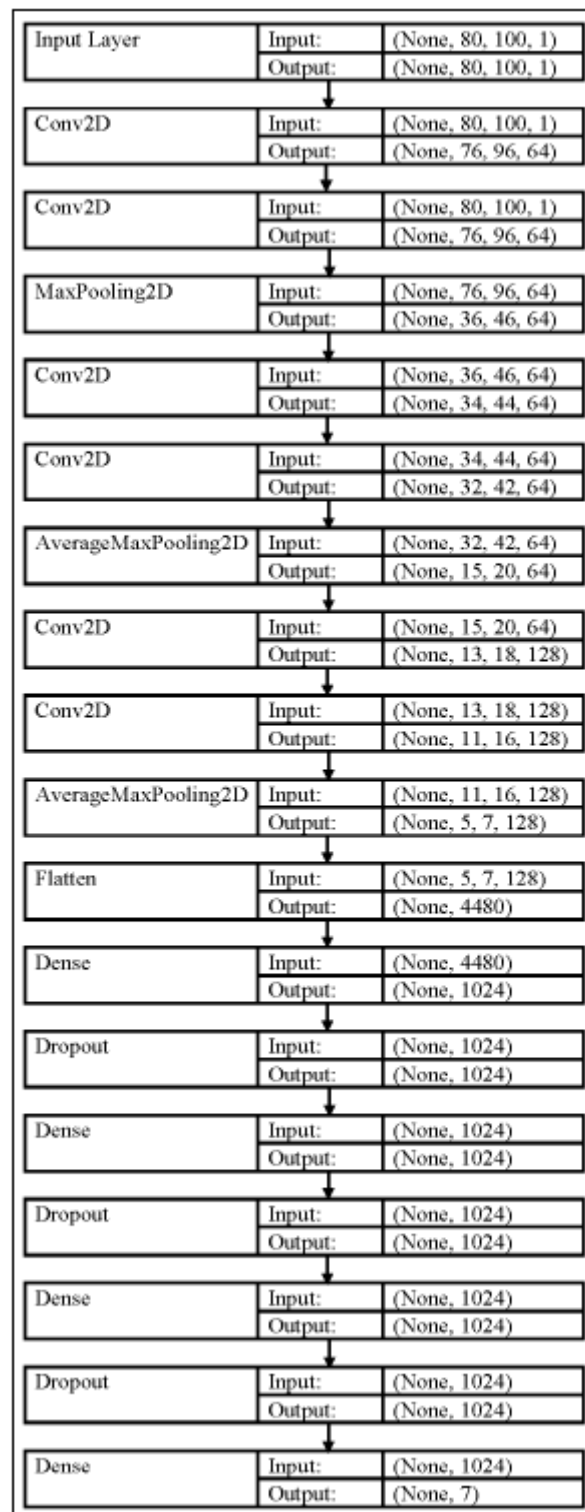 Input Layer Input: (None, 80, 100, 1)
Output: (None, 80, 100, 1)
Conv2D Input: (None, 80, 100, 1)
Output: (None, 76, 96, 64)
Conv2D Input: (None, 80, 100, 1)
Output: (None, 76, 96, 64)
MaxPooling2D Input: (None, 76, 96, 64)
Output: (None, 36, 46, 64)
Conv2D Input: (None, 36, 46, 64)
Output: (None, 34, 44, 64)
Conv2D Input: (None, 34, 44, 64)
Output: (None, 32, 42, 64)
AverageMaxPooling2D Input: (None, 32, 42, 64)
Output: (None, 15, 20, 64)
Conv2D Input: (None, 15, 20, 64)
Output: (None, 13, 18, 128)
Conv2D Input: (None, 13, 18, 128)
Output: (None, 11, 16, 128)
AverageMaxPooling2D Input: (None, 11, 16, 128)
Output: (None, 5, 7, 128)
Flatten Input: (None, 5, 7, 128)
Output: (None, 4480)
Dense Input: (None, 4480)
Output: (None, 1024)
Dropout Input: (None, 1024)
Output: (None, 1024)
Dense Input: (None, 1024)
Output: (None, 1024)
Dropout Input: (None, 1024)
Output: (None, 1024)
Dense Input: (None, 1024)
Output: (None, 1024)
Dropout Input: (None, 1024)
Output: (None, 1024)
Dense Input: (None, 1024)
Output: (None, 7)